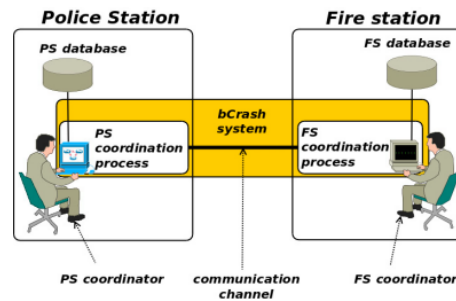 Police Station
Fire station
PS database
FS database
bCrash
system
PS
coordination
process
FS
coordination
process
PS coordinator
communication
channel
FS coordinator